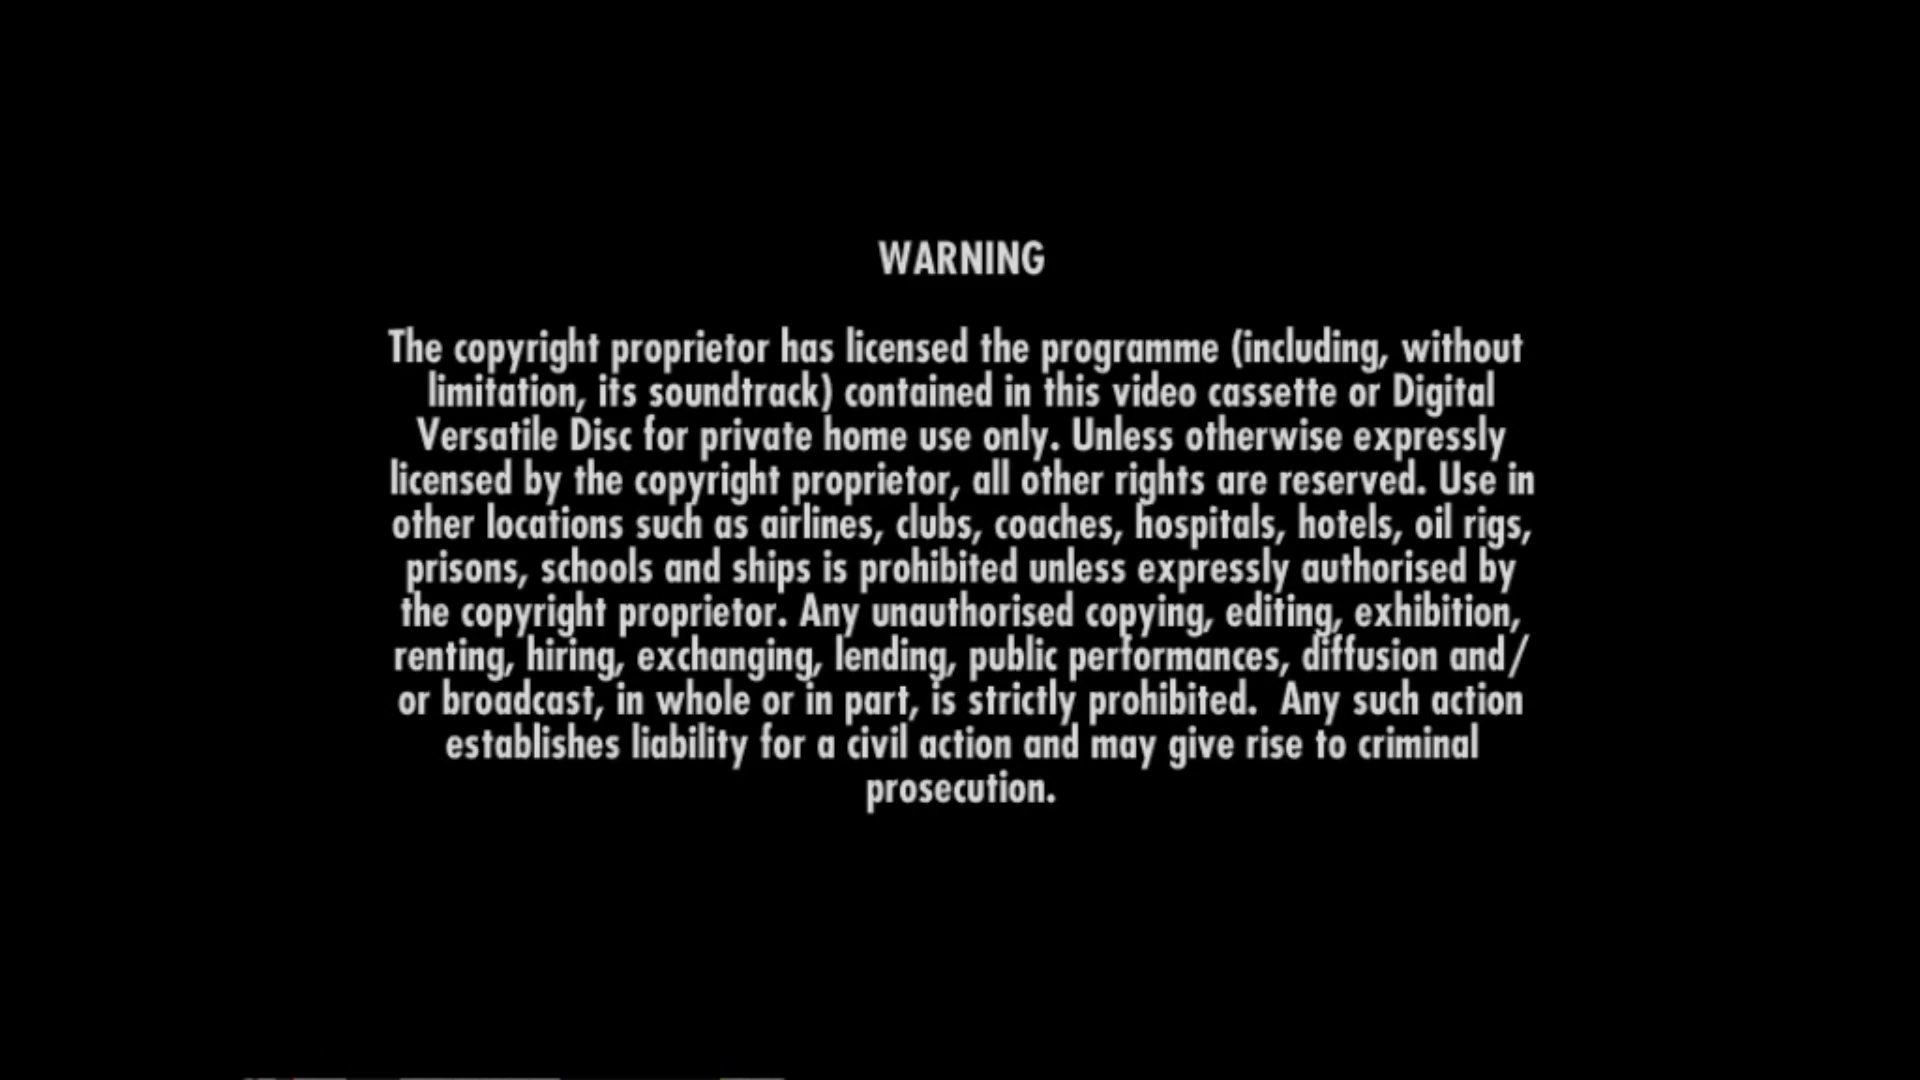 WARNING
The copyright proprietor has licensed the programme (including, without
limitation, its soundtrack) contained in this video cassette or Digital
Versatile Disc for private home use only. Unless otherwise expressly
licensed by the copyright proprietor, all other rights are reserved. Use in
other locations such as airlines, clubs, coaches, hospitals, hotels, oil rigs,
prisons, schools and ships is prohibited unless expressly authorised by
the copyright proprietor. Any unauthorised copying, editing, exhibition,
renting, hiring, exchanging, lending, public performances, diffusion and/
or broadcast, in whole or in part, is strictly prohibited.  Any such action
establishes liability for a civil action and may give rise to criminal
prosecution.